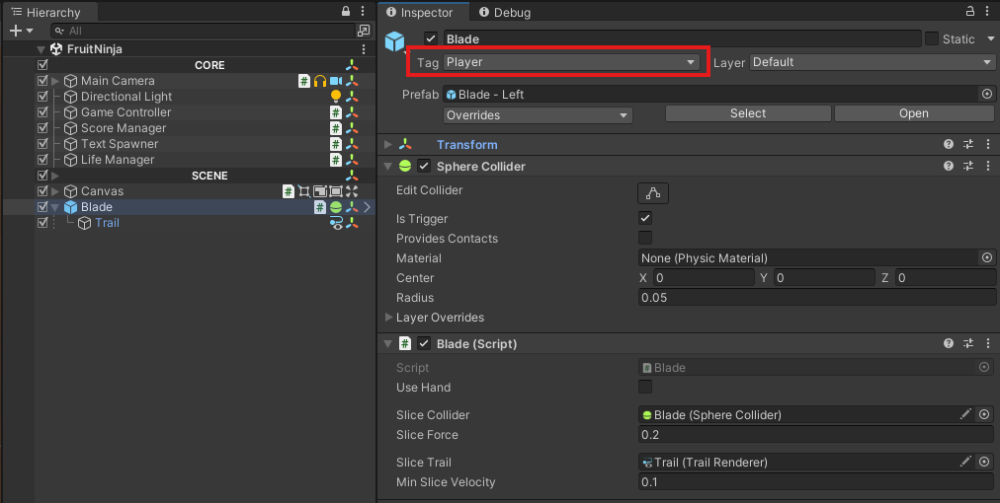 Hierarchy
All
FruitNinja
CORE
Main Camera
Directional Light
Game Controller
Score Manager
Text Spawner
Life Manager
SCENE
Canvas
Blade
Trail
Inspector Debug
Blade Static
Tag Player Layer Default
Prefab Blade - Left
Overrides Select Open
Transform
Sphere Collider
Edit Collider
Is Trigger
Provides Contacts
Material None (Physic Material)
Center X 0 Y 0 Z 0
Radius 0.05
Layer Overrides
# Blade (Script)
Script # Blade
Use Hand
Slice Collider Blade (Sphere Collider)
Slice Force 0.2
Slice Trail Trail (Trail Renderer)
Min Slice Velocity 0.1